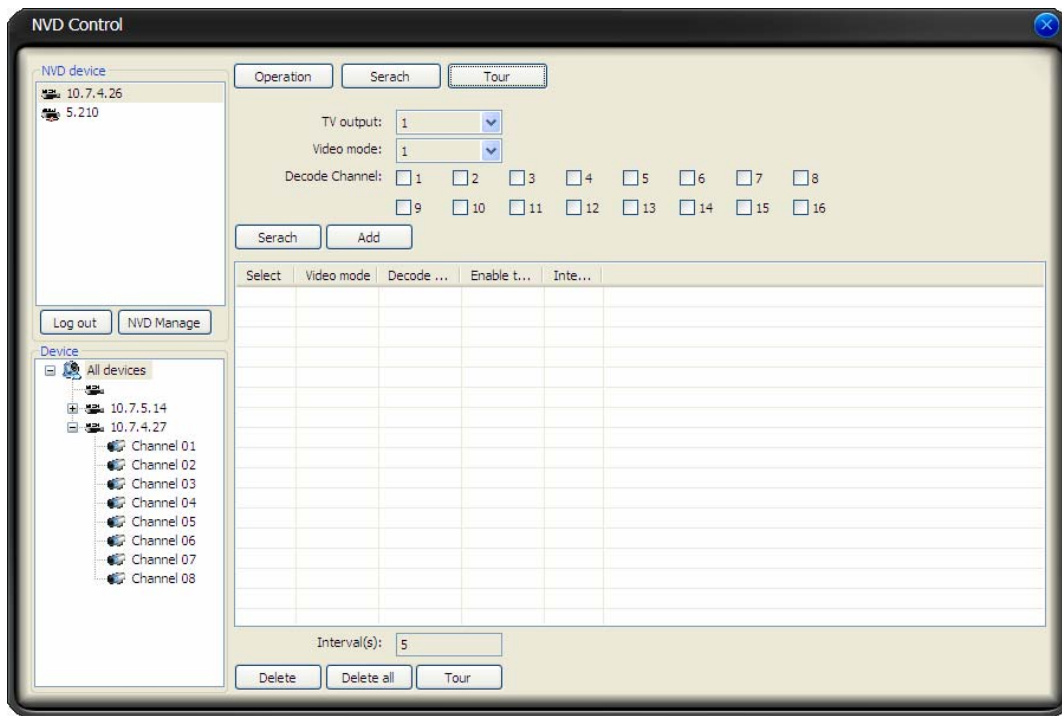 NVD Control
NVD device
10.7.4.26
5.210
Log out NVD Manage
Device
All devices
10.7.5.14
10.7.4.27
Channel 01
Channel 02
Channel 03
Channel 04
Channel 05
Channel 06
Channel 07
Channel 08
Operation Serach Tour
TV output: 1
Video mode: 1
Decode Channel: 1 2 3 4 5 6 7 8
9 10 11 12 13 14 15 16
Serach Add
Select Video mode Decode ... Enable t... Inte...
Interval(s): 5
Delete Delete all Tour